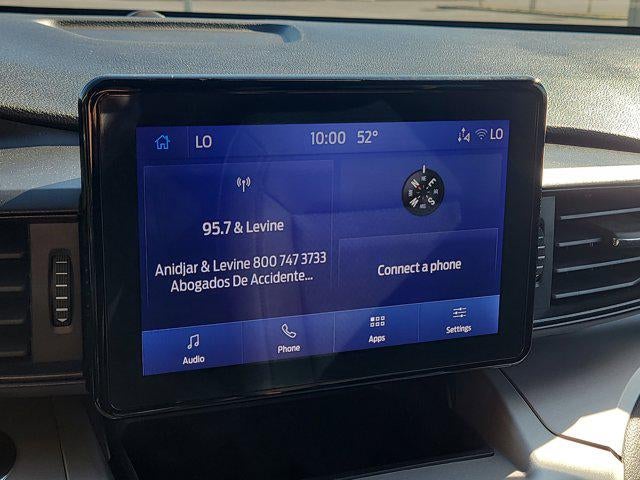 LO 10:00 52° LO
95.7 & Levine
Anidjar & Levine 800 747 3733
Abogados De Accidente...
Connect a phone
Audio Phone Apps Settings